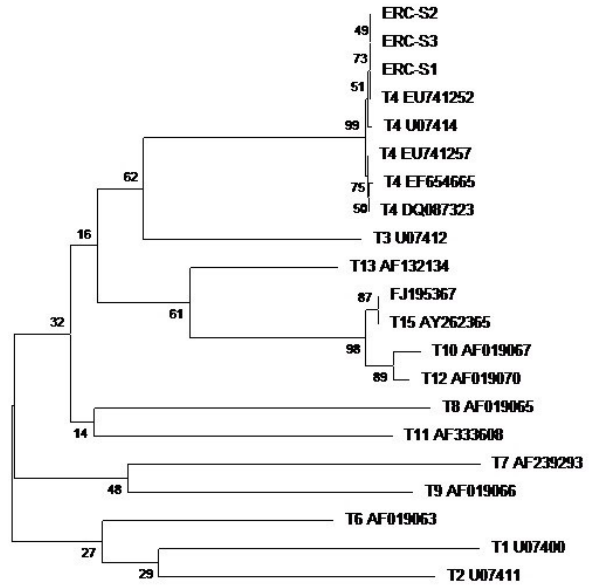 ERC-S2
49
ERC-S3
73
ERC-S1
51
T4 EU741252
99
T4 U07414
T4 EU741257
62
75
T4 EF654665
50
T4 DQ087323
16
T3 U07412
T13 AF132134
87
FJ195367
61
T15 AY262365
32
98
T10 AF019067
89
T12 AF019070
T8 AF019065
14
T11 AF333608
T7 AF239293
48
T9 AF019066
T6 AF019063
27
T1 U07400
29
T2 U07411